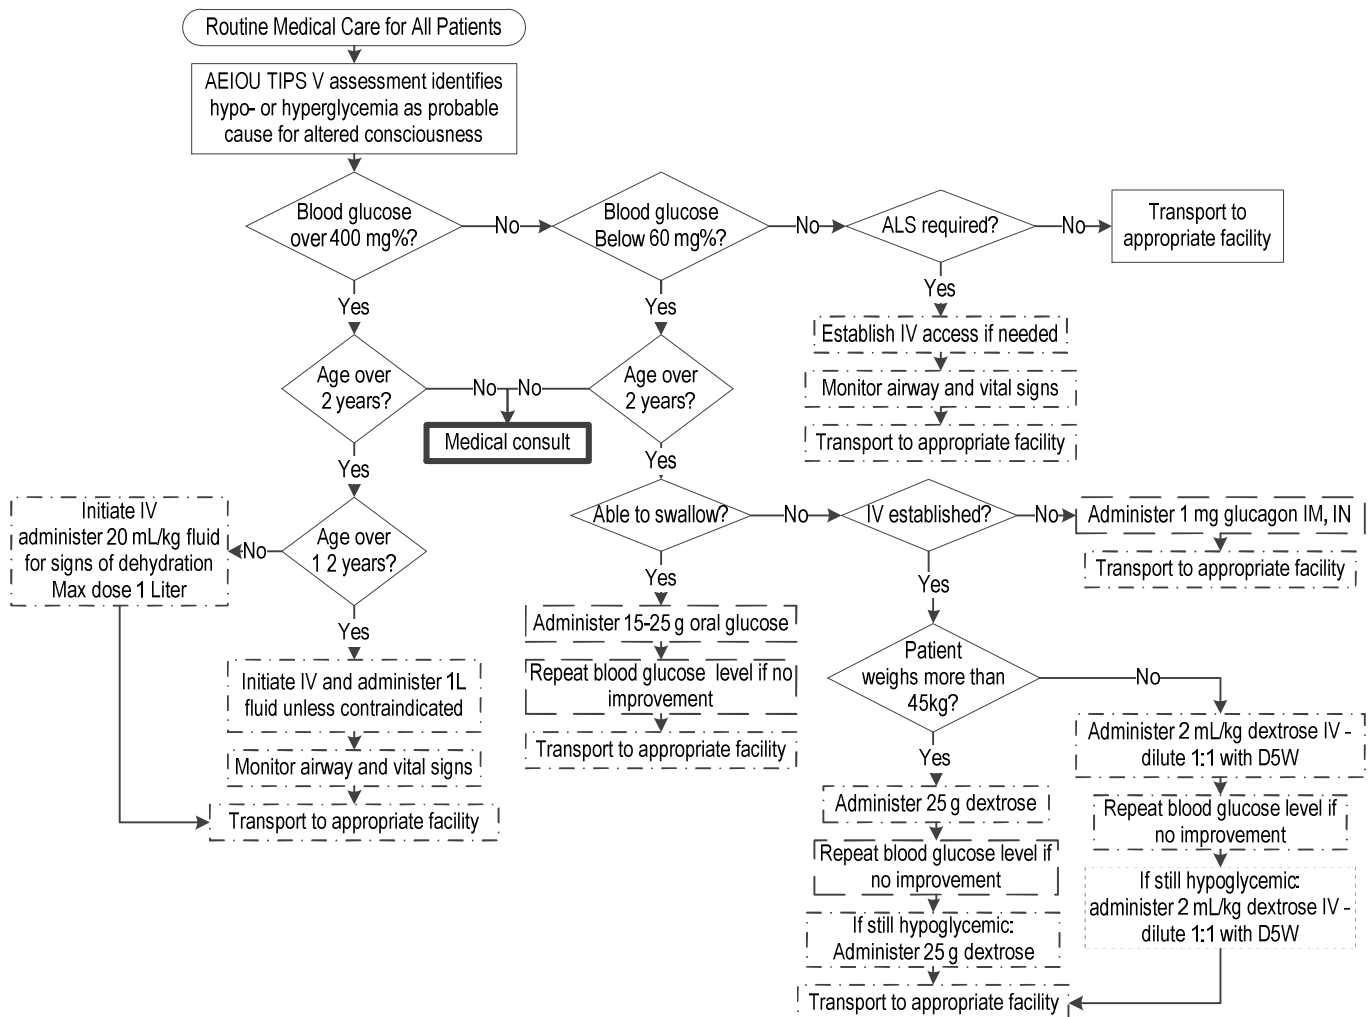 Routine Medical Care for All Patients
AEIOU TIPS V assessment identifies
hypo- or hyperglycemia as probable
cause for altered consciousness
Blood glucose
over 400 mg%?
No
Blood glucose
Below 60 mg%?
No
ALS required?
No
Transport to
appropriate facility
Yes
Yes
Yes
Establish IV access if needed
Monitor airway and vital signs
Transport to appropriate facility
Age over
2 years?
No
No
Age over
2 years?
Medical consult
Yes
Yes
Initiate IV
administer 20 mL/kg fluid
for signs of dehydration
Max dose 1 Liter
No
Age over
1 2 years?
Yes
Initiate IV and administer 1L
fluid unless contraindicated
Monitor airway and vital signs
Transport to appropriate facility
Able to swallow?
No
IV established?
No
Administer 1 mg glucagon IM, IN
Transport to appropriate facility
Yes
Administer 15-25 g oral glucose
Repeat blood glucose level if no
improvement
Transport to appropriate facility
Yes
Patient
weighs more than
45kg?
No
Yes
Administer 25 g dextrose
Repeat blood glucose level if
no improvement
If still hypoglycemic:
Administer 25 g dextrose
Transport to appropriate facility
Administer 2 mL/kg dextrose IV -
dilute 1:1 with D5W
Repeat blood glucose level if
no improvement
If still hypoglycemic:
administer 2 mL/kg dextrose IV -
dilute 1:1 with D5W